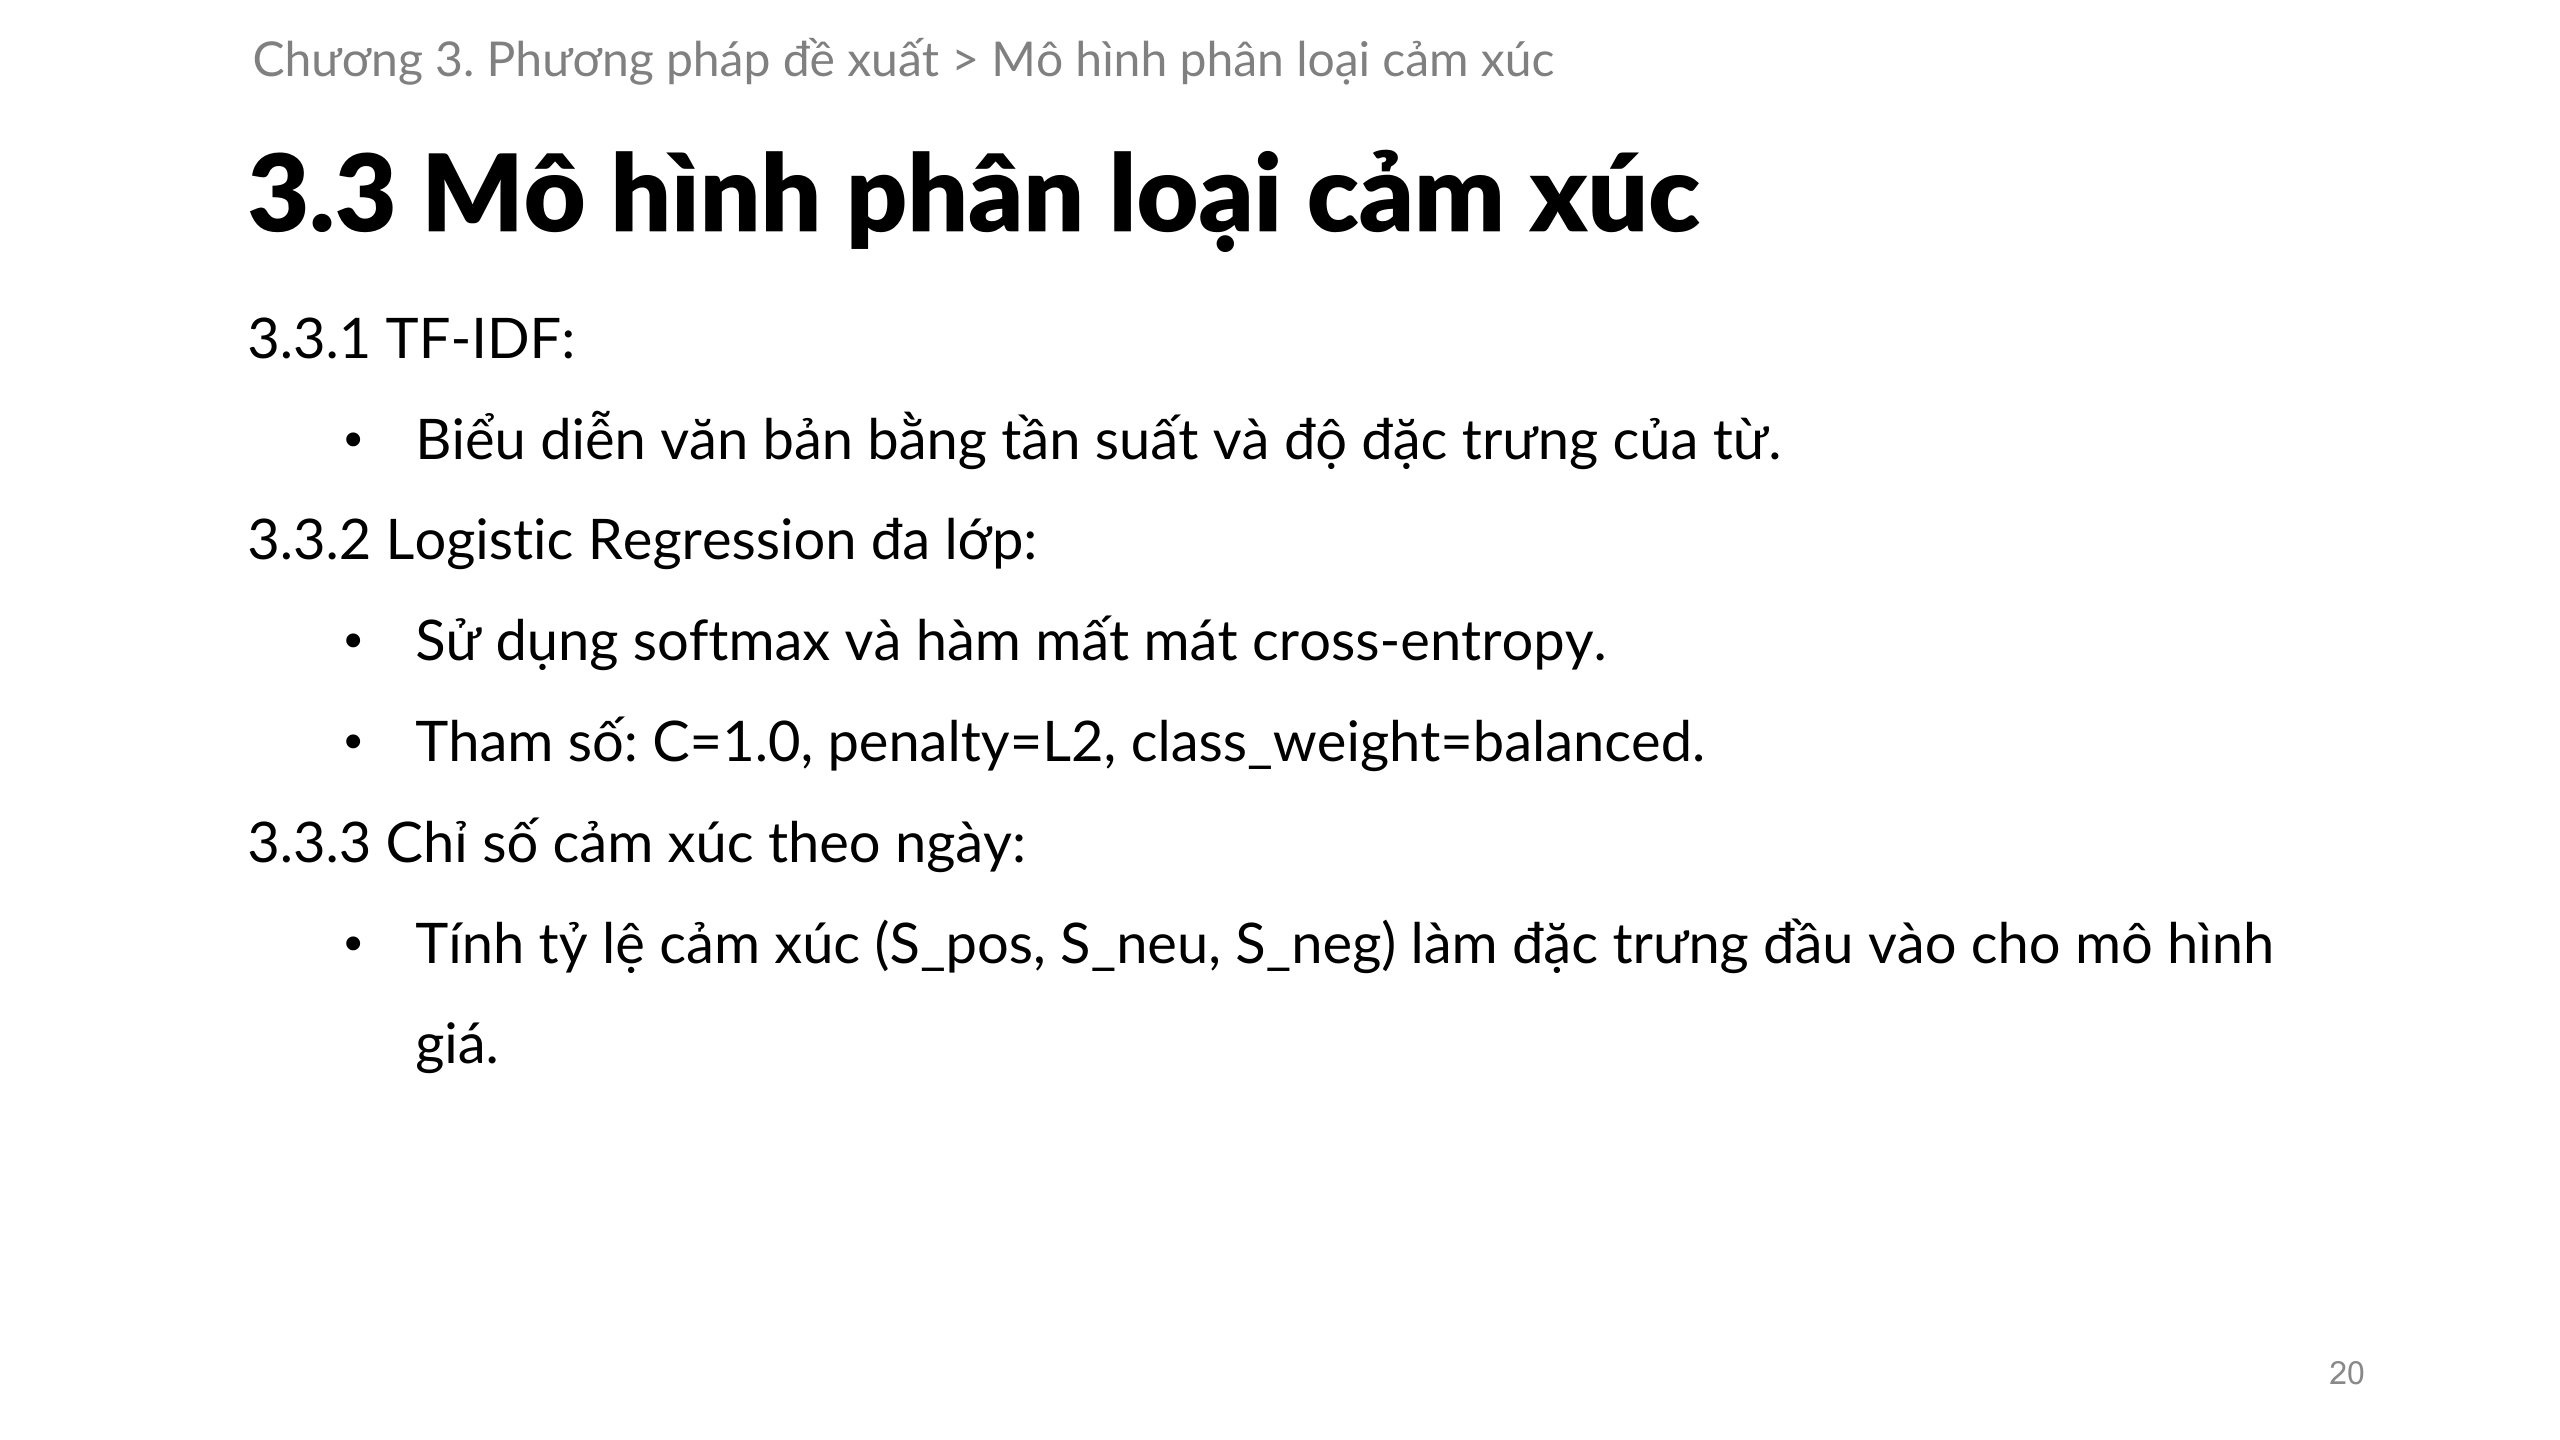 Chương 3. Phương pháp đề xuất > Mô hình phân loại cảm xúc
3.3 Mô hình phân loại cảm xúc
3.3.1 TF-IDF:
• Biểu diễn văn bản bằng tần suất và độ đặc trưng của từ.
3.3.2 Logistic Regression đa lớp:
• Sử dụng softmax và hàm mất mát cross-entropy.
• Tham số: C=1.0, penalty=L2, class_weight=balanced.
3.3.3 Chỉ số cảm xúc theo ngày:
• Tính tỷ lệ cảm xúc (S_pos, S_neu, S_neg) làm đặc trưng đầu vào cho mô hình
giá.
20